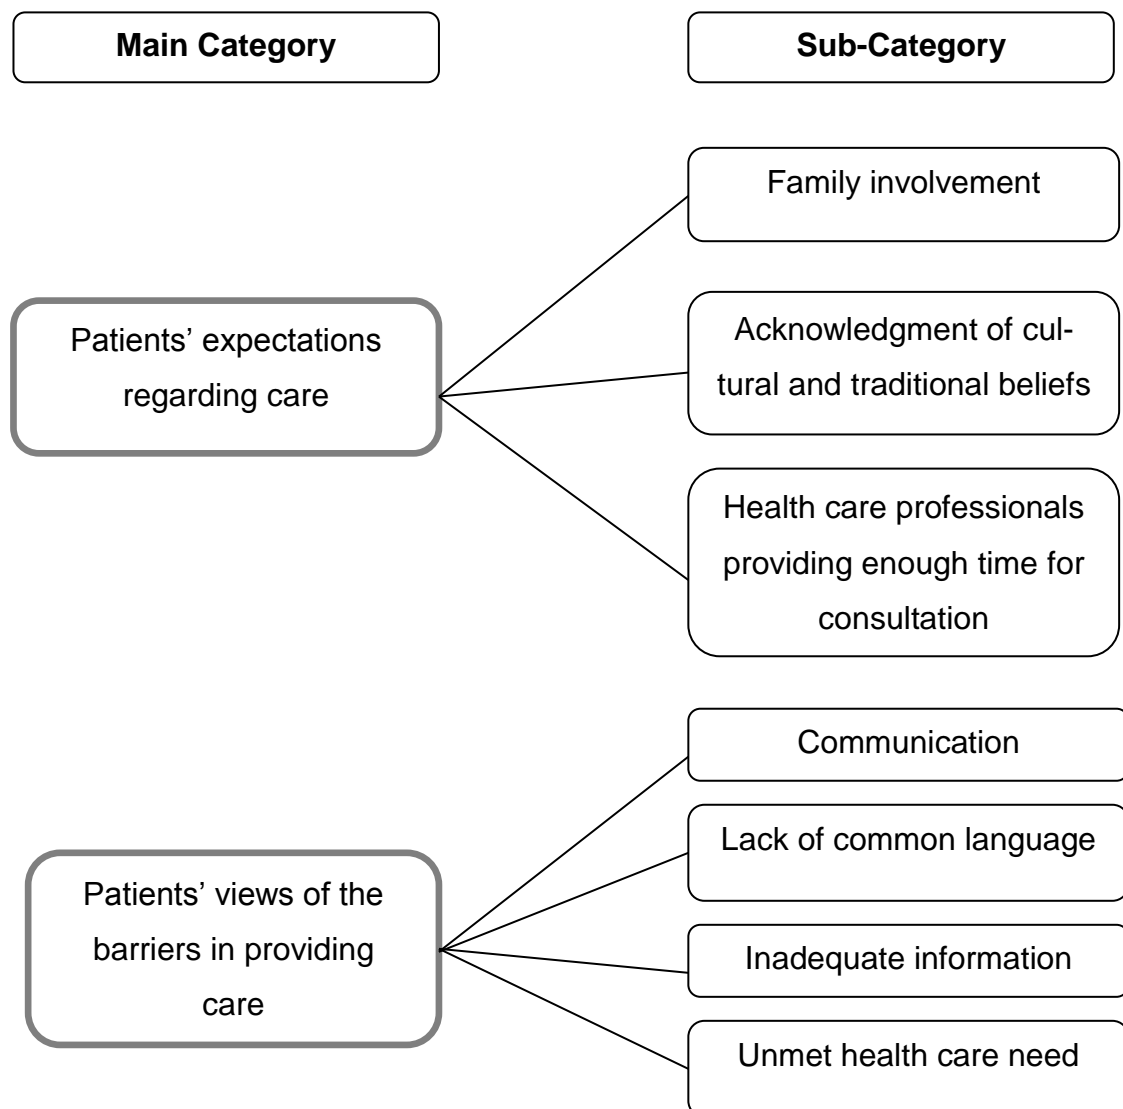 Main Category
Sub-Category
Family involvement
Patients’ expectations
regarding care
Acknowledgment of cul-
tural and traditional beliefs
Health care professionals
providing enough time for
consultation
Communication
Lack of common language
Patients’ views of the
barriers in providing
care
Inadequate information
Unmet health care need